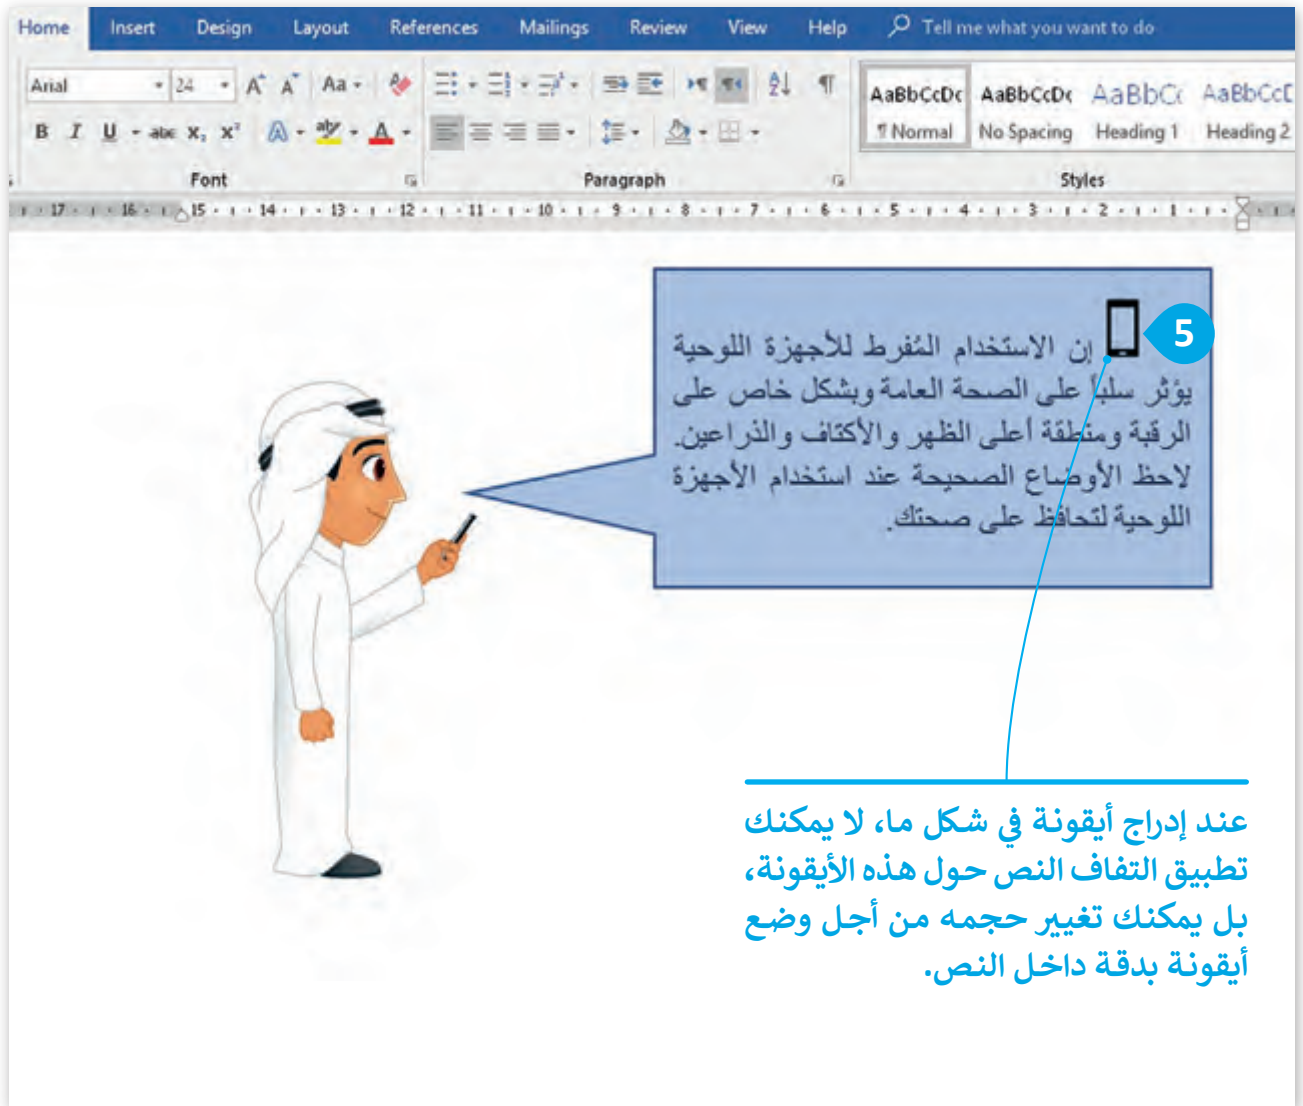 Home Insert Design Layout References Mailings Review View Help Tell me what you want to do
Arial 24 A A Aa
AaBbCcDc AaBbCcDc AaBbCc AaBbCcD
B I U abc X₂ X² A aby A
¶ Normal No Spacing Heading 1 Heading 2
Font Paragraph Styles
17 16 15 14 13 12 11 10 9 8 7 6 5 4 3 2 1
5
إن الاستخدام المُفرط للأجهزة اللوحية
يؤثر سلباً على الصحة العامة وبشكل خاص على
الرقبة ومنطقة أعلى الظهر والأكتاف والذراعين.
لاحظ الأوضاع الصحيحة عند استخدام الأجهزة
اللوحية لتحافظ على صحتك.
عند إدراج أيقونة في شكل ما، لا يمكنك
تطبيق التفاف النص حول هذه الأيقونة،
بل يمكنك تغيير حجمه من أجل وضع
أيقونة بدقة داخل النص.